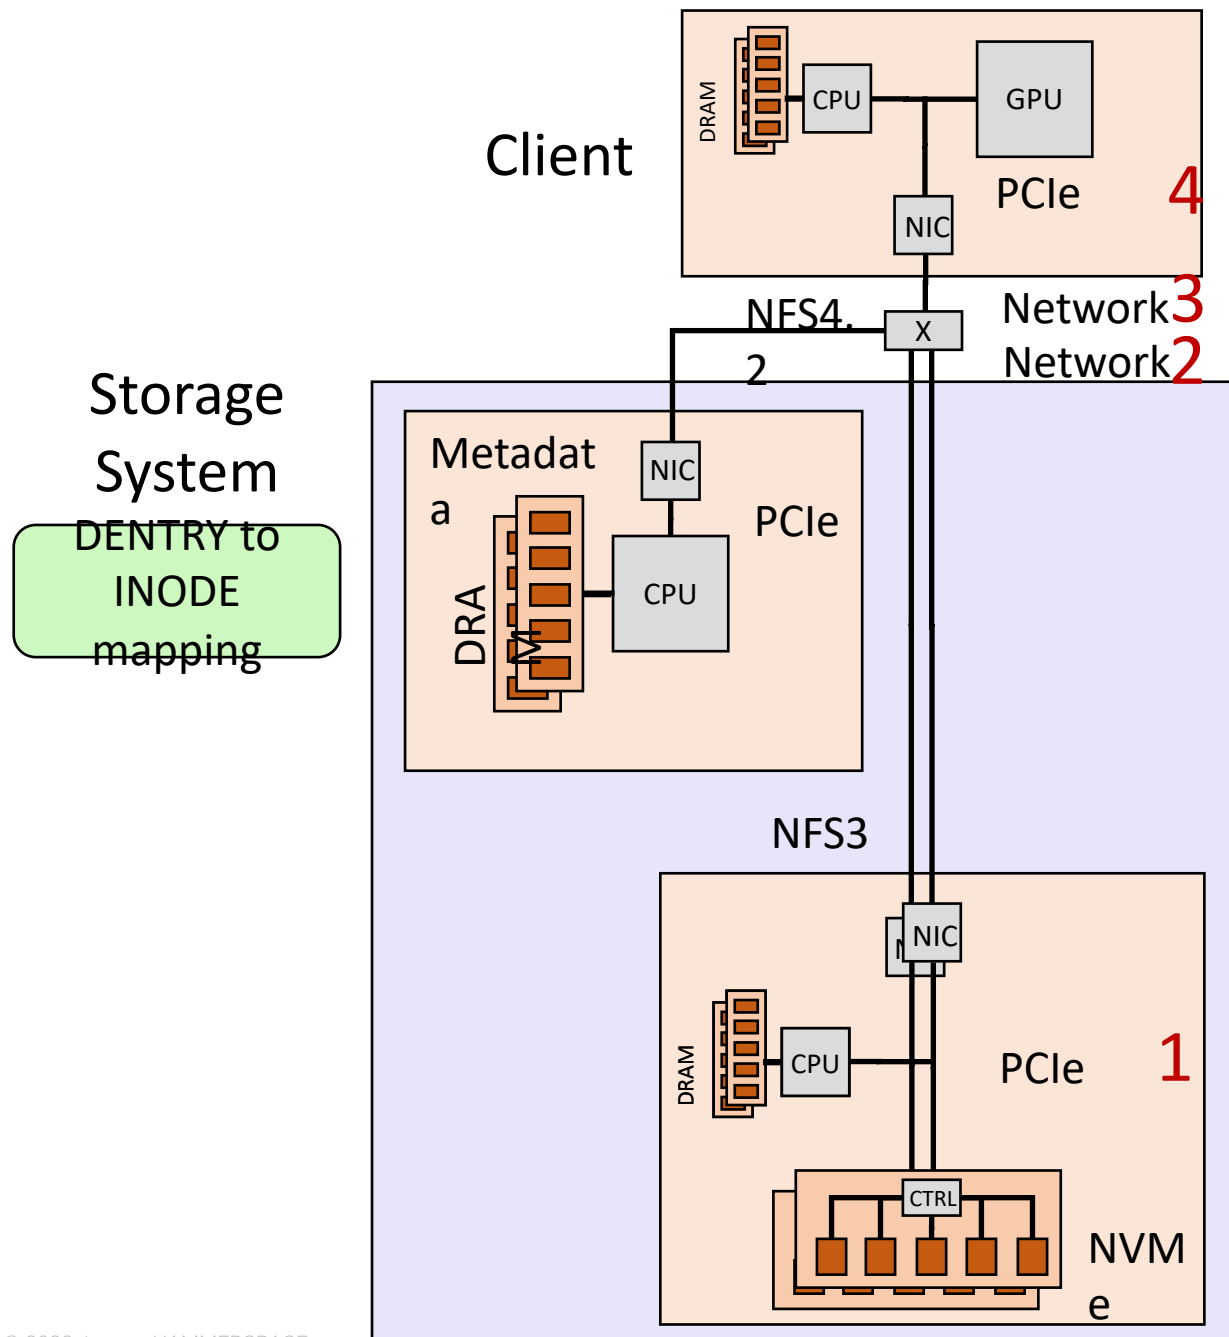 DRAM
CPU
GPU
Client
PCIe
4
NIC
NFS4.
2
X
Network 3
Network 2
Storage
System
DENTRY to
INODE
mapping
Metadat
a
NIC
PCIe
DRA
M
CPU
NFS3
NIC
DRAM
CPU
PCIe
1
CTRL
NVM
e